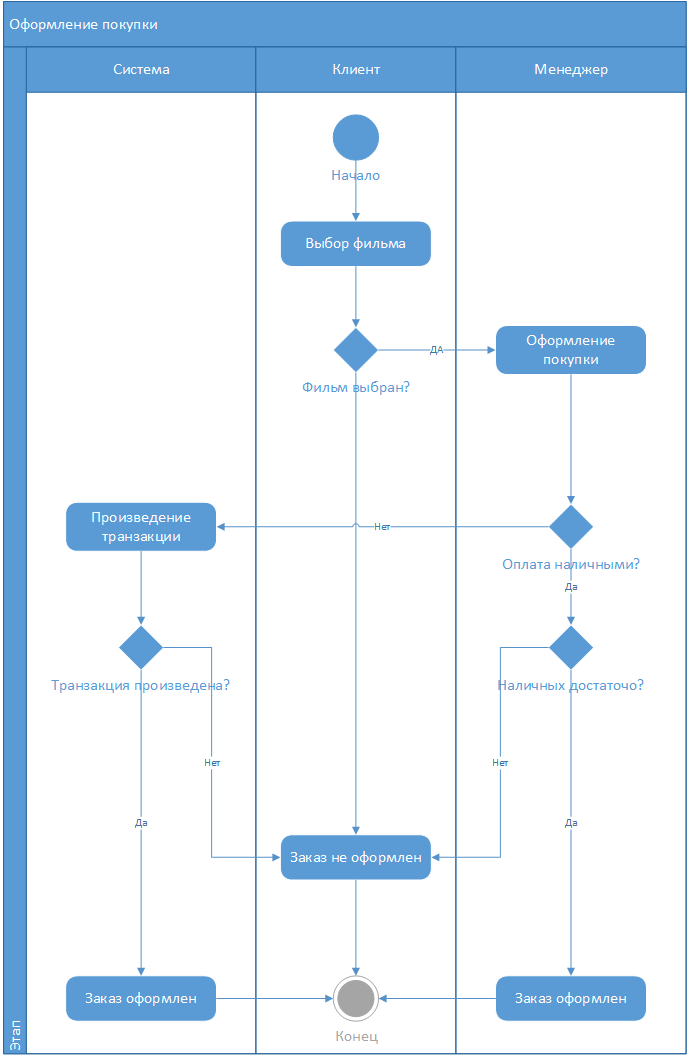 Оформление покупки
Система
Клиент
Менеджер
Начало
Выбор фильма
ДА
Оформление
покупки
Фильм выбран?
Произведение
транзакции
Нет
Оплата наличными?
Да
Транзакция произведена?
Наличных достаточо?
Нет
Нет
Да
Да
Заказ не оформлен
Заказ оформлен
Заказ оформлен
Конец
Этап